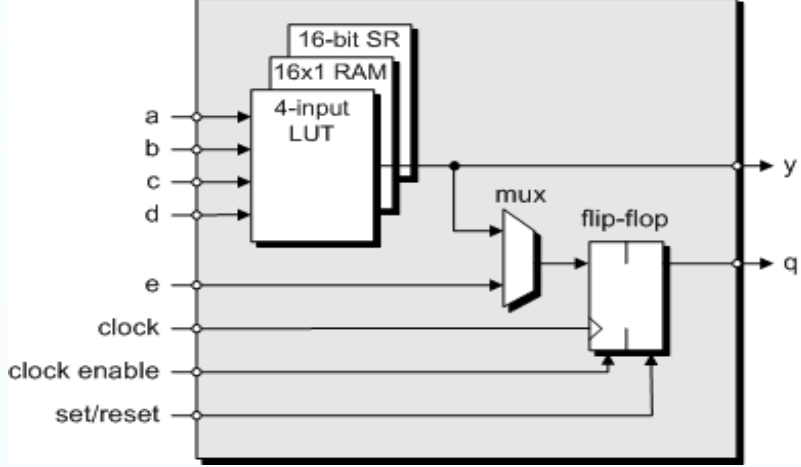 16-bit SR
16x1 RAM
4-input
LUT
a
b
c
d
y
mux
flip-flop
q
e
clock
clock enable
set/reset